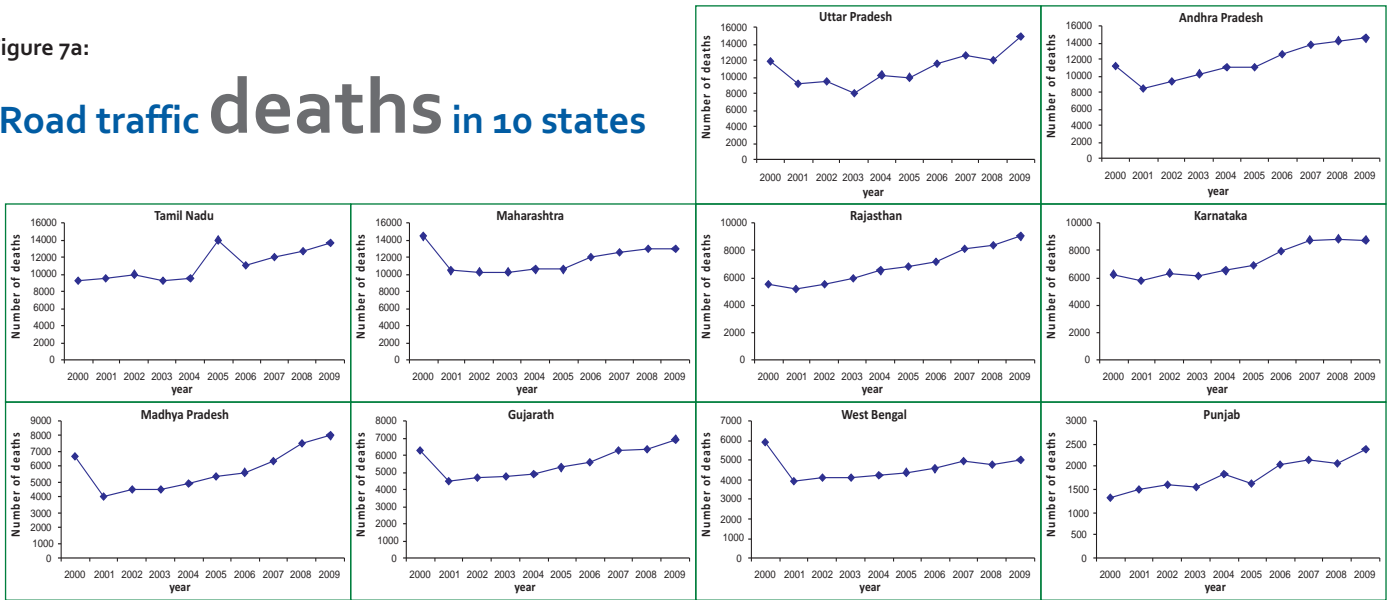 igure 7a:
Road traffic deaths in 10 states
Uttar Pradesh
Number of deaths
16000
14000
12000
10000
8000
6000
4000
2000
0
2000 2001 2002 2003 2004 2005 2006 2007 2008 2009
year
Andhra Pradesh
Number of deaths
16000
14000
12000
10000
8000
6000
4000
2000
0
2000 2001 2002 2003 2004 2005 2006 2007 2008 2009
year
Tamil Nadu
Number of deaths
16000
14000
12000
10000
8000
6000
4000
2000
0
2000 2001 2002 2003 2004 2005 2006 2007 2008 2009
year
Maharashtra
Number of deaths
16000
14000
12000
10000
8000
6000
4000
2000
0
2000 2001 2002 2003 2004 2005 2006 2007 2008 2009
year
Rajasthan
Number of deaths
10000
8000
6000
4000
2000
0
2000 2001 2002 2003 2004 2005 2006 2007 2008 2009
year
Karnataka
Number of deaths
10000
8000
6000
4000
2000
0
2000 2001 2002 2003 2004 2005 2006 2007 2008 2009
year
Madhya Pradesh
Number of deaths
9000
8000
7000
6000
5000
4000
3000
2000
1000
0
2000 2001 2002 2003 2004 2005 2006 2007 2008 2009
year
Gujarath
Number of deaths
8000
7000
6000
5000
4000
3000
2000
1000
0
2000 2001 2002 2003 2004 2005 2006 2007 2008 2009
year
West Bengal
Number of deaths
7000
6000
5000
4000
3000
2000
1000
0
2000 2001 2002 2003 2004 2005 2006 2007 2008 2009
year
Punjab
Number of deaths
3000
2500
2000
1500
1000
500
0
2000 2001 2002 2003 2004 2005 2006 2007 2008 2009
year